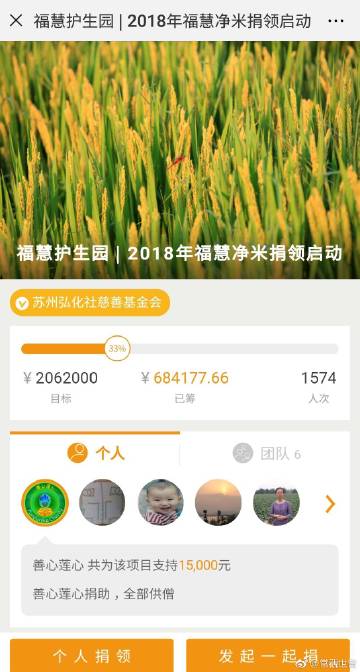 福慧护生园 | 2018年福慧净米捐领启动
福慧护生园 | 2018年福慧净米捐领启动
苏州弘化社慈善基金会
33%
￥2062000 ￥684177.66 1574
目标 已筹 人次
个人 团队 6
善心莲心 共为该项目支持15,000元
善心莲心捐助，全部供僧
个人捐领 发起一起捐